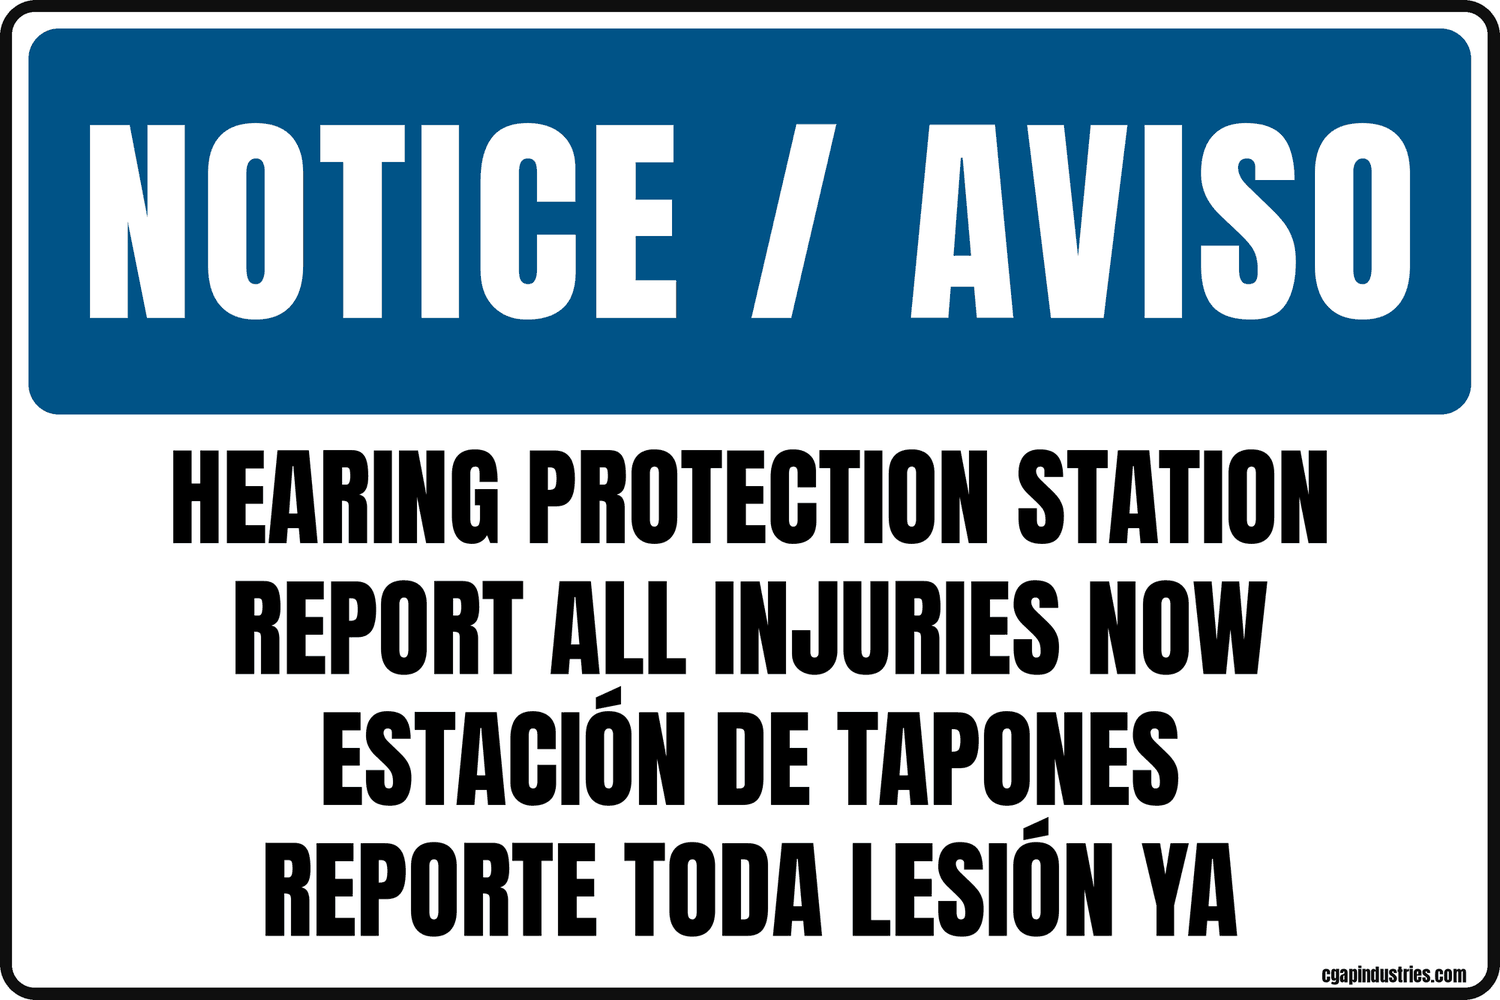 NOTICE / AVISO
HEARING PROTECTION STATION
REPORT ALL INJURIES NOW
ESTACIÓN DE TAPONES
REPORTE TODA LESIÓN YA
cgapindustries.com